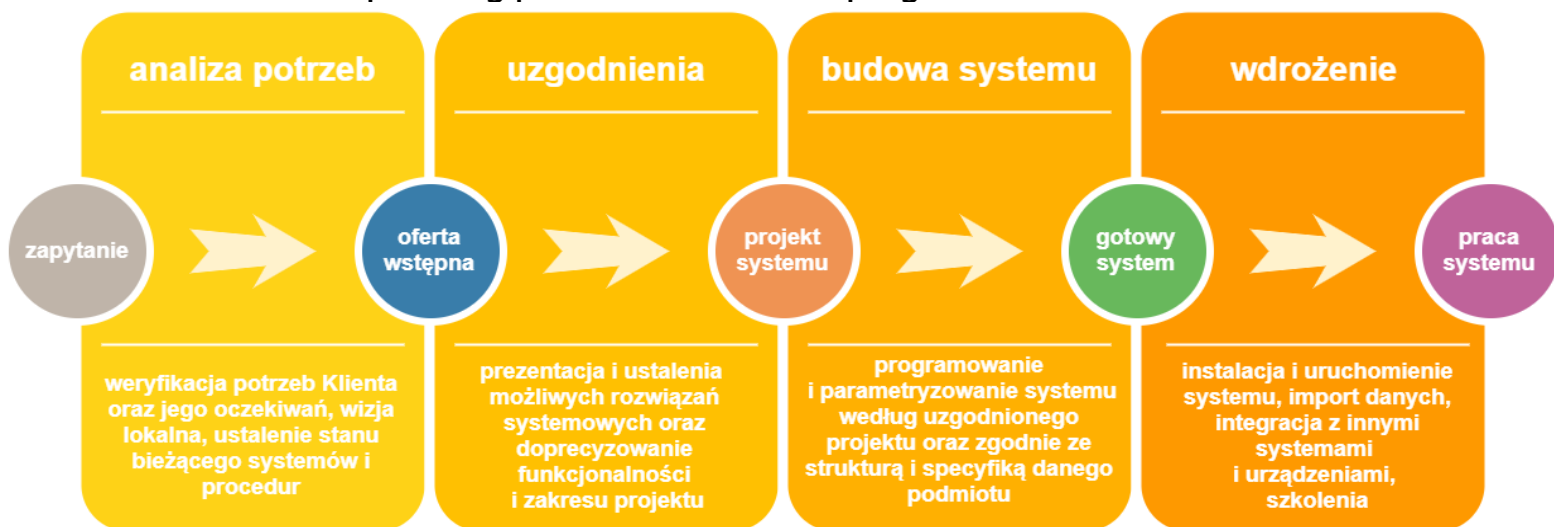 analiza potrzeb
uzgodnienia
budowa systemu
wdrożenie
zapytanie
oferta
wstępna
projekt
systemu
gotowy
system
praca
systemu
weryfikacja potrzeb Klienta
oraz jego oczekiwań, wizja
lokalna, ustalenie stanu
bieżącego systemów i
procedur
prezentacja i ustalenia
możliwych rozwiązań
systemowych oraz
doprecyzowanie
funkcjonalności
i zakresu projektu
programowanie
i parametryzowanie systemu
według uzgodnionego
projektu oraz zgodnie ze
strukturą i specyfiką danego
podmiotu
instalacja i uruchomienie
systemu, import danych,
integracja z innymi
systemami
i urządzeniami,
szkolenia